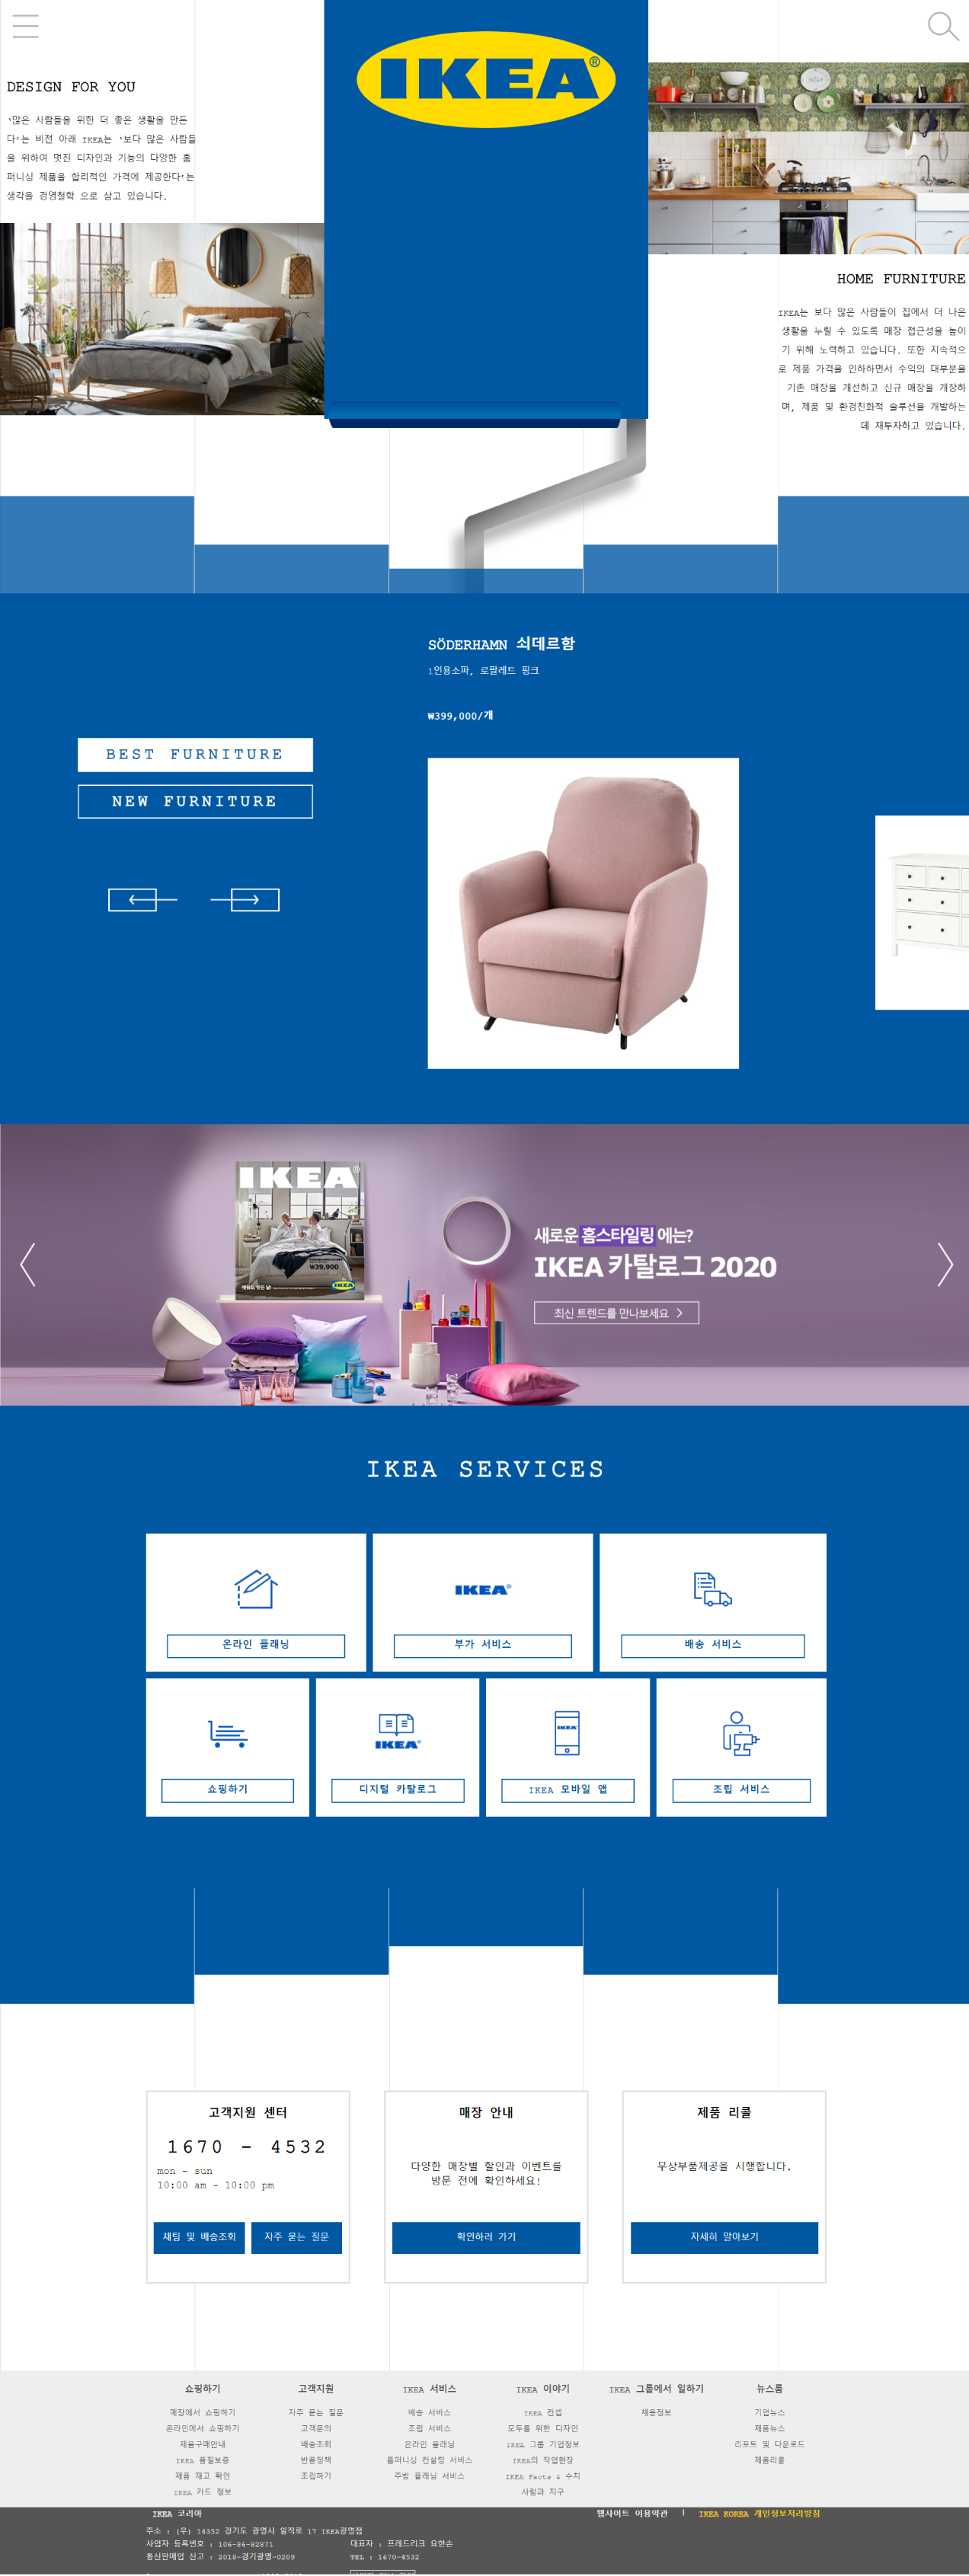 IKEA®
DESIGN FOR YOU
'많은 사람들을 위한 더 좋은 생활을 만든
다'는 비전 아래 IKEA는 '보다 많은 사람들
을 위하여 멋진 디자인과 기능의 다양한 홈
퍼니싱 제품을 합리적인 가격에 제공한다'는
생각을 경영철학 으로 삼고 있습니다.
HOME FURNITURE
IKEA는 보다 많은 사람들이 집에서 더 나은
생활을 누릴 수 있도록 매장 접근성을 높이
기 위해 노력하고 있습니다. 또한 지속적으
로 제품 가격을 인하하면서 수익의 대부분을
기존 매장을 개선하고 신규 매장을 개장하
며, 제품 및 환경친화적 솔루션을 개발하는
데 재투자하고 있습니다.
SÖDERHAMN 쇠데르함
1인용소파, 로팔레드 핑크
₩399,000/개
BEST FURNITURE
NEW FURNITURE
IKEA®
₩39,900
IKEA
새로운 홈스타일링 에는?
IKEA 카탈로그 2020
최신 트렌드를 만나보세요 >
IKEA SERVICES
IKEA®
온라인 플래닝
부가 서비스
배송 서비스
IKEA®
IKEA
쇼핑하기
디지털 카탈로그
IKEA 모바일 앱
조립 서비스
고객지원 센터
1670 - 4532
mon - sun
10:00 am - 10:00 pm
채팅 및 배송조회
자주 묻는 질문
매장 안내
다양한 매장별 할인과 이벤트를
방문 전에 확인하세요!
확인하러 가기
제품 리콜
무상부품제공을 시행합니다.
자세히 알아보기
쇼핑하기
매장에서 쇼핑하기
온라인에서 쇼핑하기
제품구매안내
IKEA 품질보증
제품 재고 확인
IKEA 카드 정보
고객지원
자주 묻는 질문
고객문의
배송조회
반품정책
조립하기
IKEA 서비스
배송 서비스
조립 서비스
온라인 플래닝
홈퍼니싱 컨설팅 서비스
주방 플래닝 서비스
IKEA 이야기
IKEA 컨셉
모두를 위한 디자인
IKEA 그룹 기업정보
IKEA의 작업현장
IKEA Facts & 수치
사람과 지구
IKEA 그룹에서 일하기
채용정보
뉴스룸
기업뉴스
제품뉴스
리포트 및 다운로드
제품리콜
IKEA 코리아
웹사이트 이용약관 | IKEA KOREA 개인정보처리방침
주소 : (우) 14352 경기도 광명시 일직로 17 IKEA광명점
사업자 등록번호 : 106-86-82871 대표자 : 프레드리크 요한손
통신판매업 신고 : 2018-경기광명-0209 TEL : 1670-4532